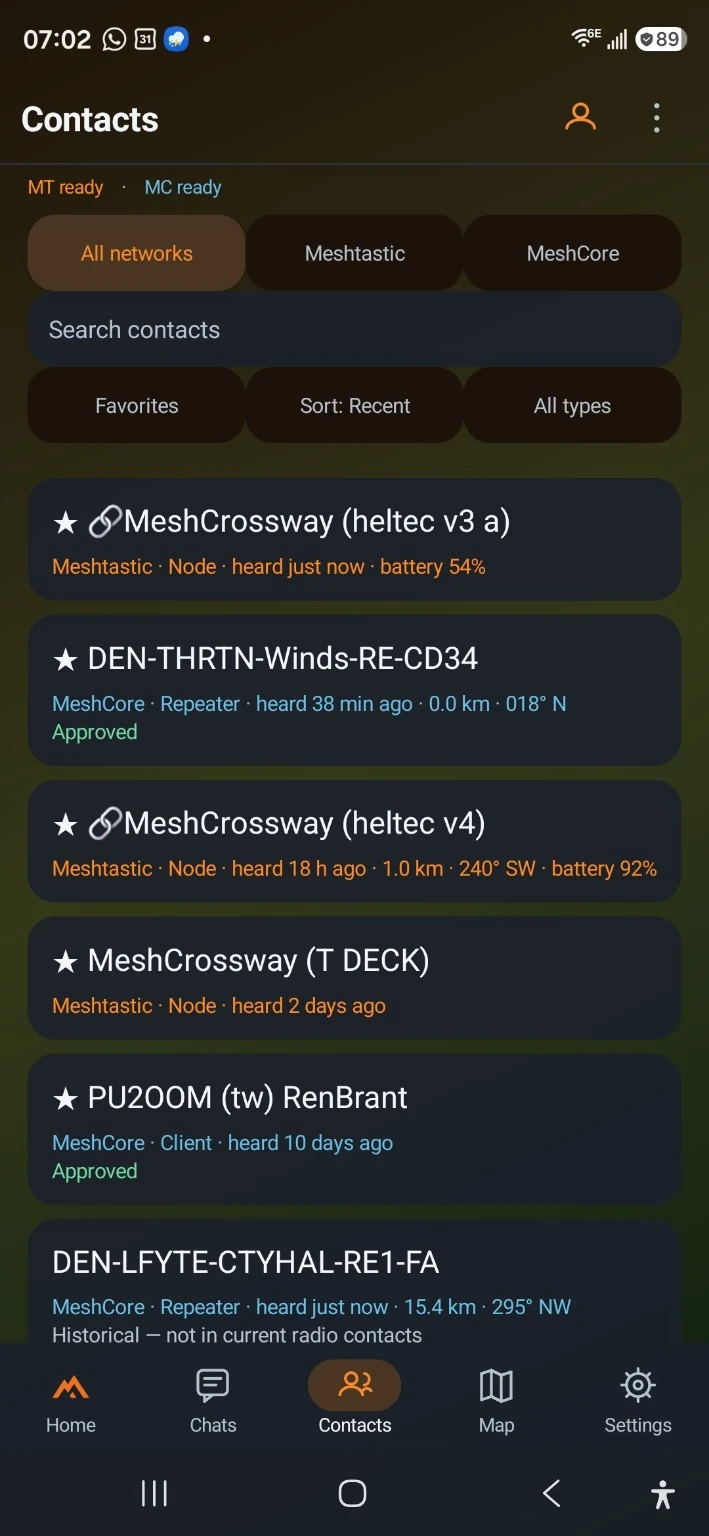 07:02 31 6E 89
Contacts
MT ready · MC ready
All networks Meshtastic MeshCore
Search contacts
Favorites Sort: Recent All types
★ 🔗MeshCrossway (heltec v3 a)
Meshtastic · Node · heard just now · battery 54%
★ DEN-THRTN-Winds-RE-CD34
MeshCore · Repeater · heard 38 min ago · 0.0 km · 018° N
Approved
★ 🔗MeshCrossway (heltec v4)
Meshtastic · Node · heard 18 h ago · 1.0 km · 240° SW · battery 92%
★ MeshCrossway (T DECK)
Meshtastic · Node · heard 2 days ago
★ PU2OOM (tw) RenBrant
MeshCore · Client · heard 10 days ago
Approved
DEN-LFYTE-CTYHAL-RE1-FA
MeshCore · Repeater · heard just now · 15.4 km · 295° NW
Historical — not in current radio contacts
Home Chats Contacts Map Settings